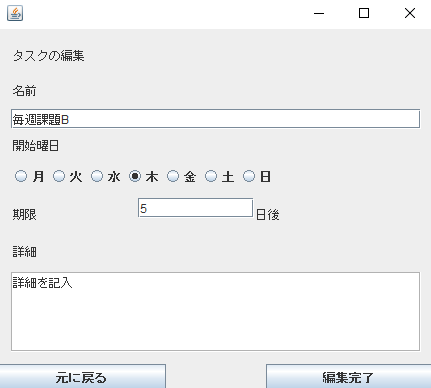 タスクの編集
名前
毎週課題B
開始曜日
月 火 水 木 金 土 日
期限 5 日後
詳細
詳細を記入
元に戻る 編集完了